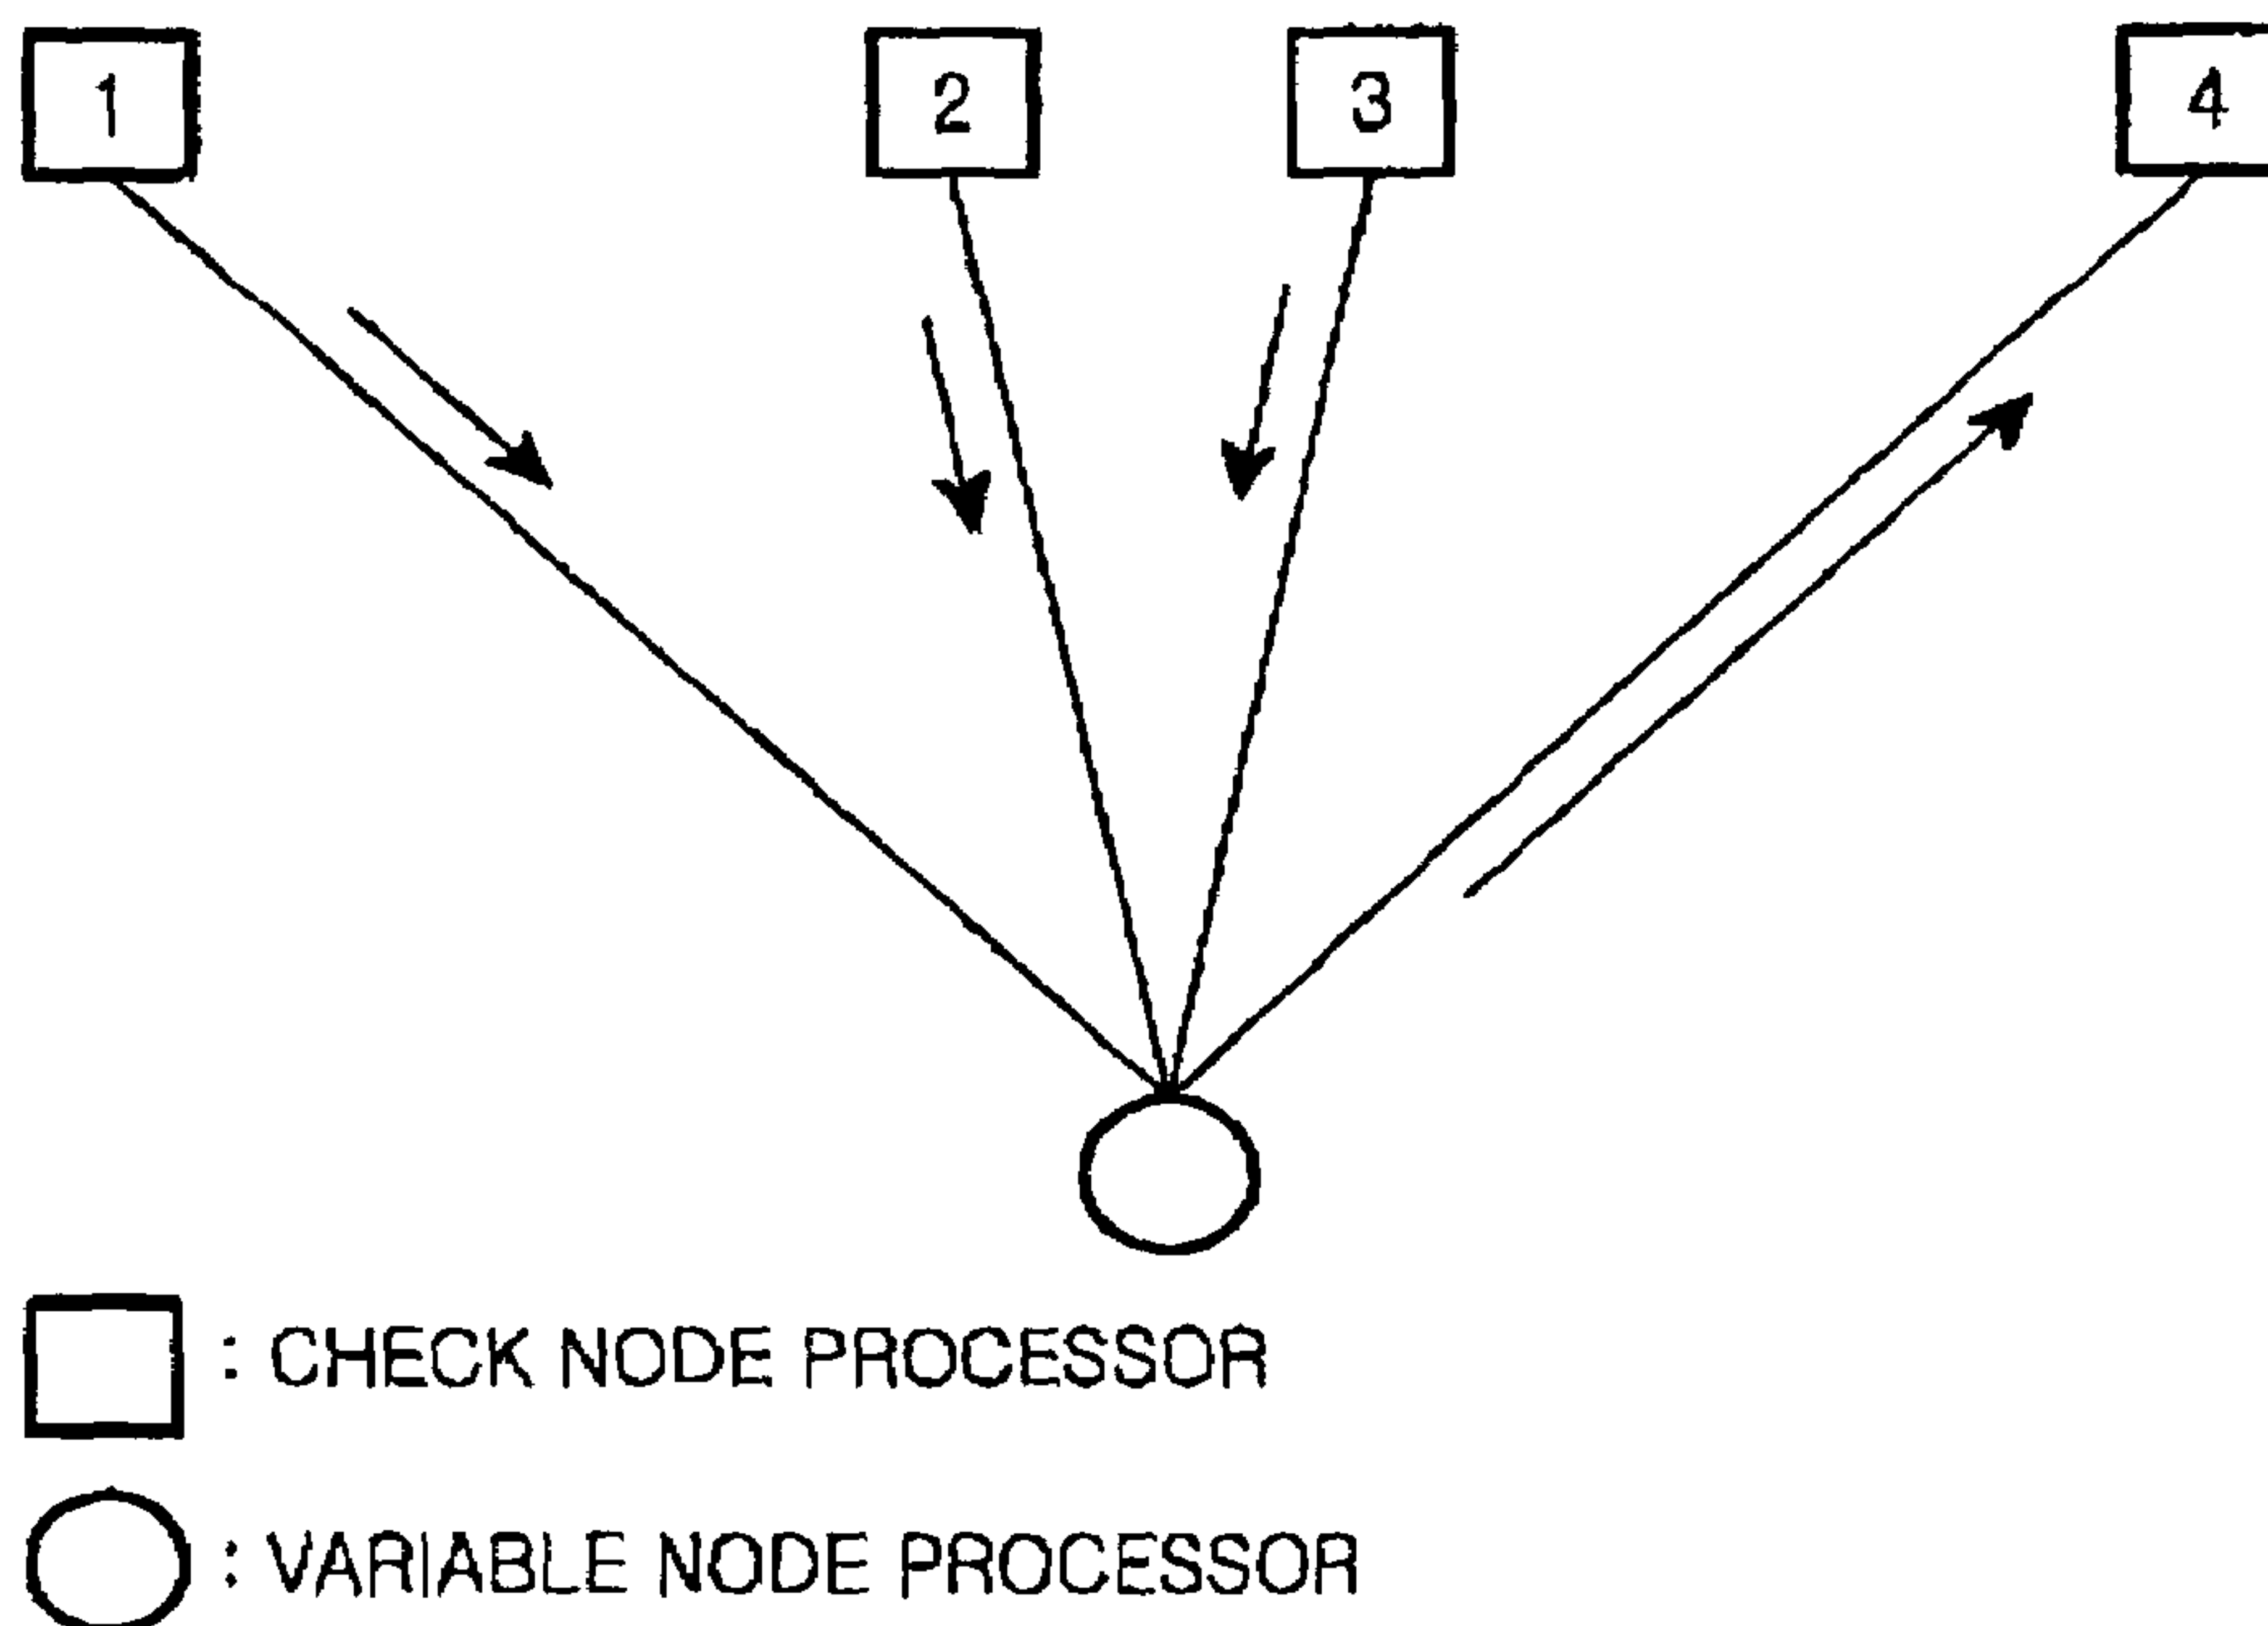 1 2 3 4
: CHECK NODE PROCESSOR
: VARIABLE NODE PROCESSOR